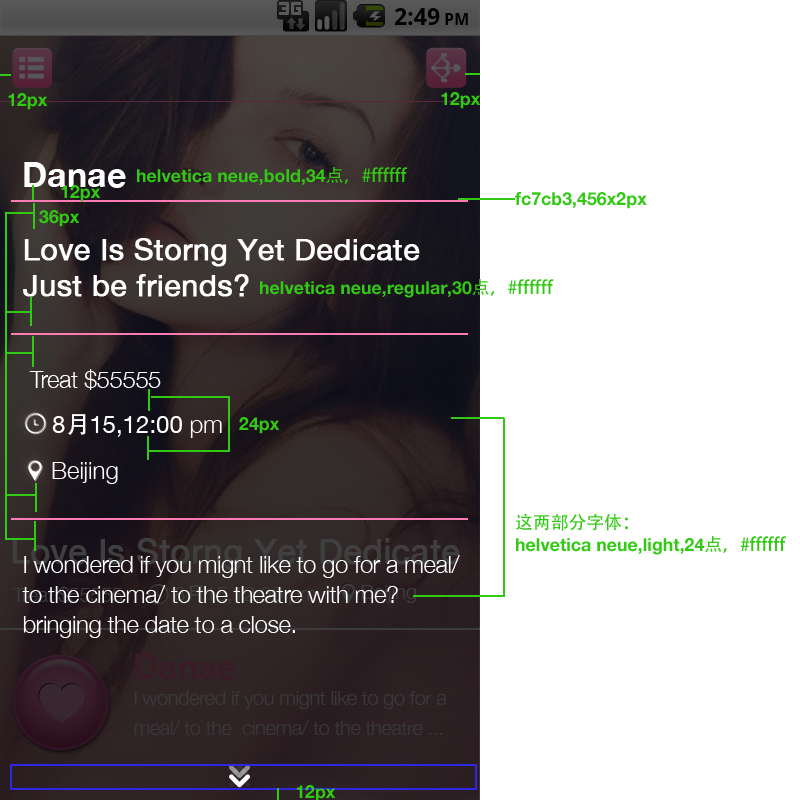 3G 2:49 PM
12px 12px
Danae helvetica neue,bold,34点，#ffffff
12px
fc7cb3,456x2px
36px
Love Is Storng Yet Dedicate
Just be friends? helvetica neue,regular,30点，#ffffff
Treat $55555
8月15,12:00 pm 24px
Beijing
这两部分字体：
helvetica neue,light,24点，#ffffff
Love Is Storng Yet Dedicate
I wondered if you mignt like to go for a meal/
to the cinema/ to the theatre with me?
bringing the date to a close.
Danae
I wondered if you mignt like to go for a
meal/ to the cinema/ to the theatre ...
12px